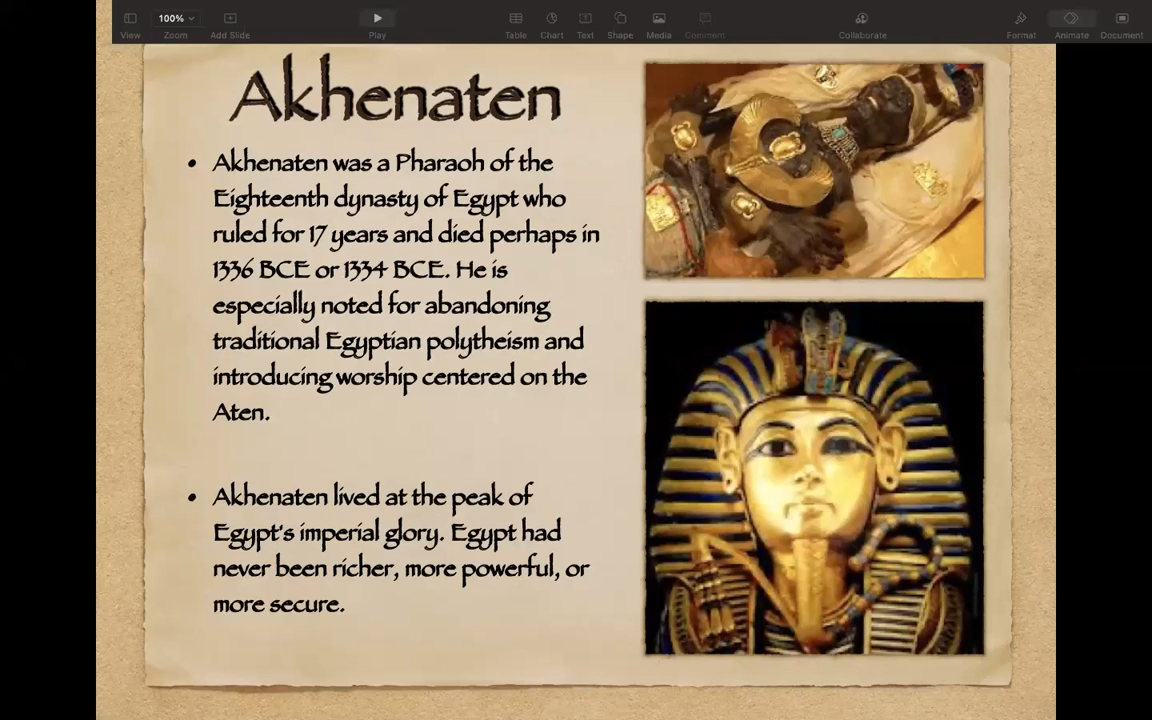 View
100%
Zoom
Add Slide
Play
Table
Chart
Text
Shape
Media
Comment
Collaborate
Format
Animate
Document
Akhenaten
• Akhenaten was a Pharaoh of the
Eighteenth dynasty of Egypt who
ruled for 17 years and died perhaps in
1336 BCE or 1334 BCE. He is
especially noted for abandoning
traditional Egyptian polytheism and
introducing worship centered on the
Aten.
• Akhenaten lived at the peak of
Egypt's imperial glory. Egypt had
never been richer, more powerful, or
more secure.